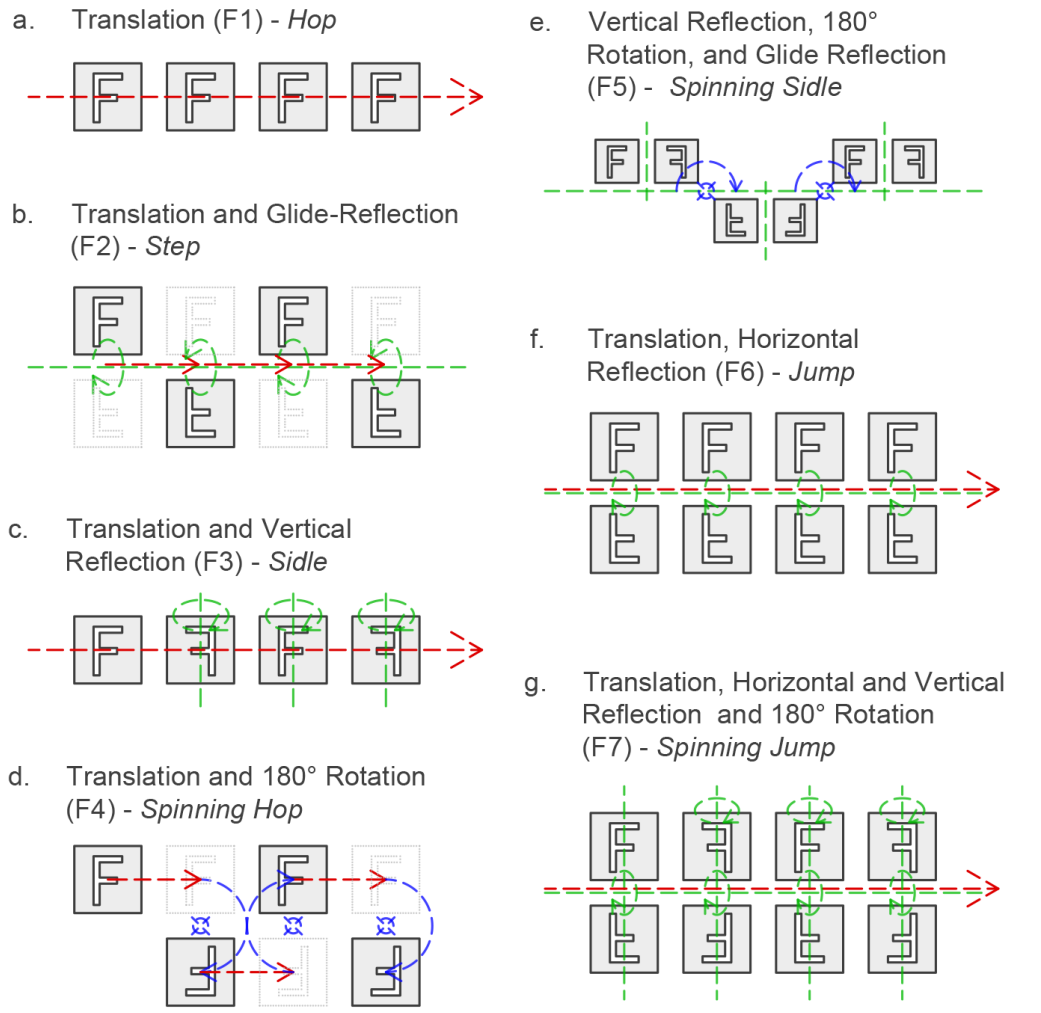 a. Translation (F1) - Hop
F F F F
b. Translation and Glide-Reflection
(F2) - Step
F F F F
c. Translation and Vertical
Reflection (F3) - Sidle
F F F F
d. Translation and 180° Rotation
(F4) - Spinning Hop
F F F F
e. Vertical Reflection, 180°
Rotation, and Glide Reflection
(F5) - Spinning Sidle
F F F F
F F
f. Translation, Horizontal
Reflection (F6) - Jump
F F F F
F F F F
g. Translation, Horizontal and Vertical
Reflection and 180° Rotation
(F7) - Spinning Jump
F F F F
F F F F